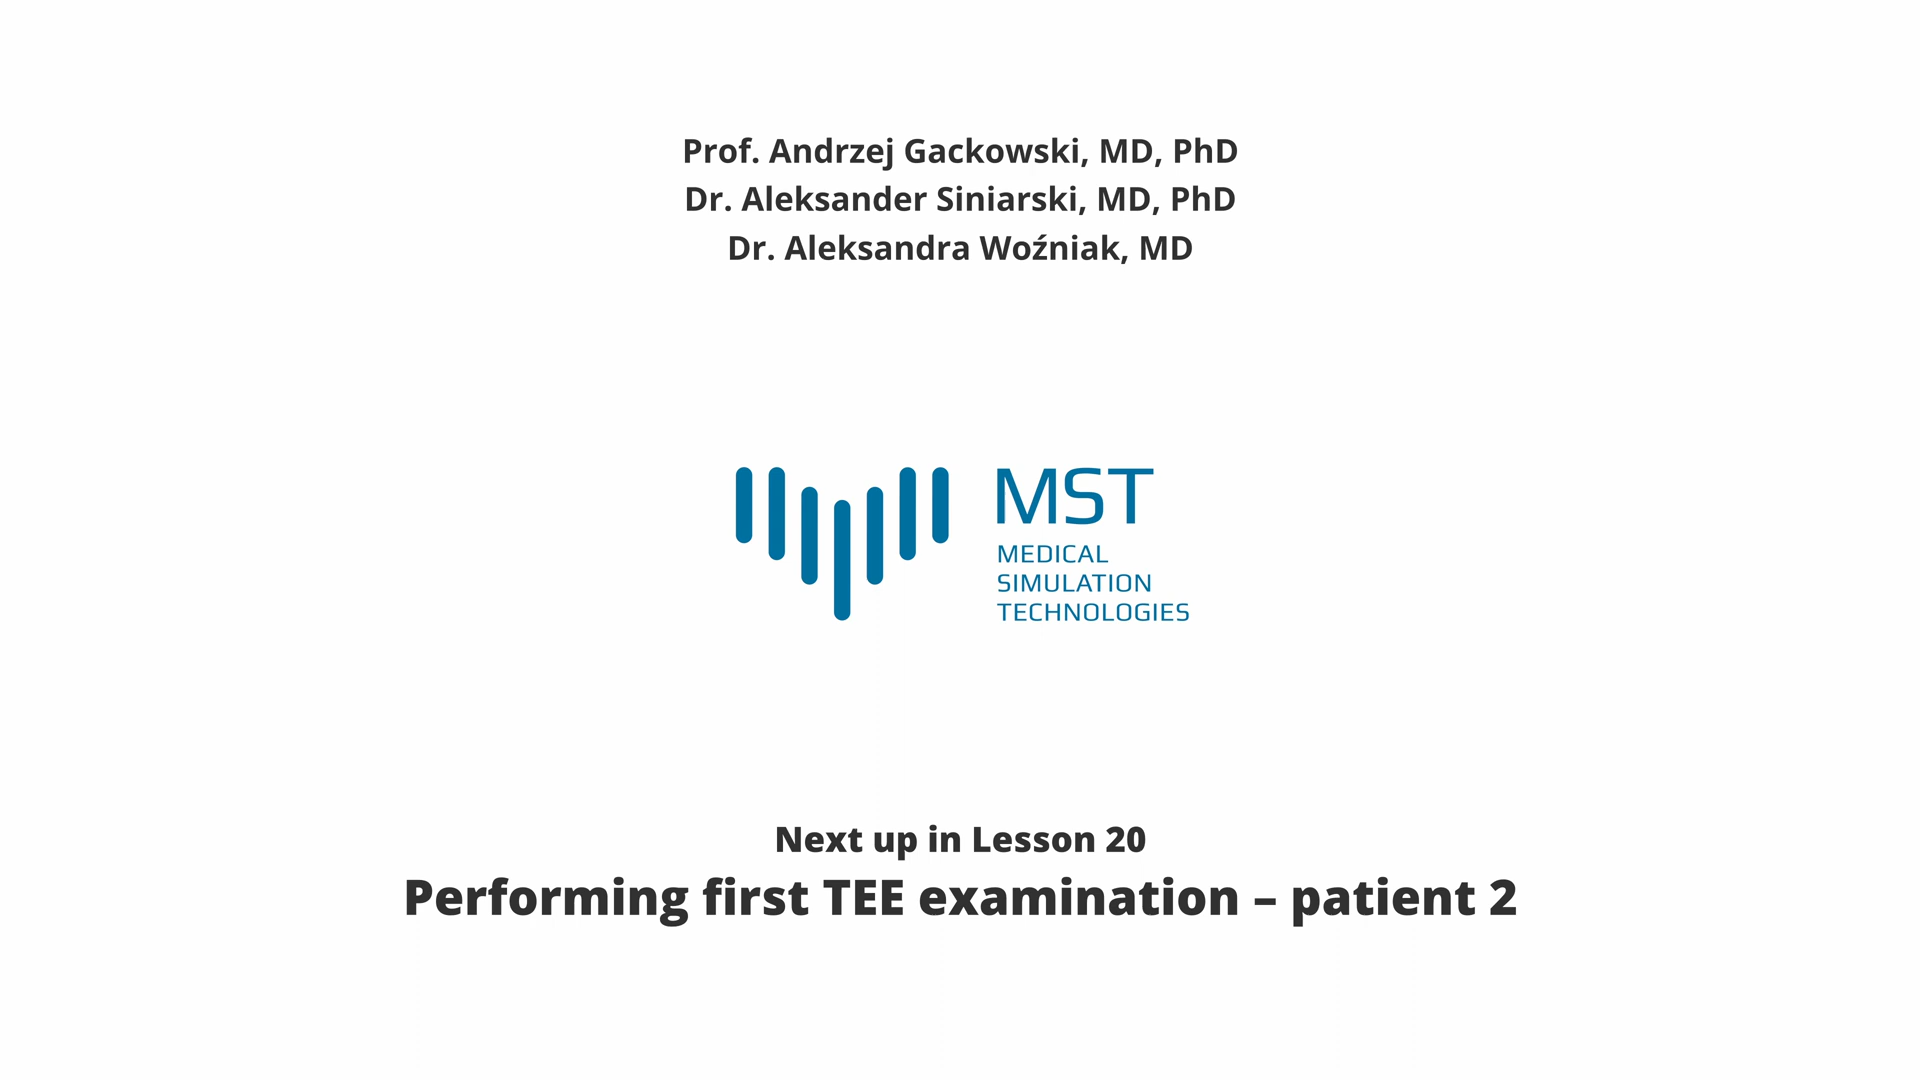 Prof. Andrzej Gackowski, MD, PhD
Dr. Aleksander Siniarski, MD, PhD
Dr. Aleksandra Woźniak, MD
MST
MEDICAL
SIMULATION
TECHNOLOGIES
Next up in Lesson 20
Performing first TEE examination – patient 2